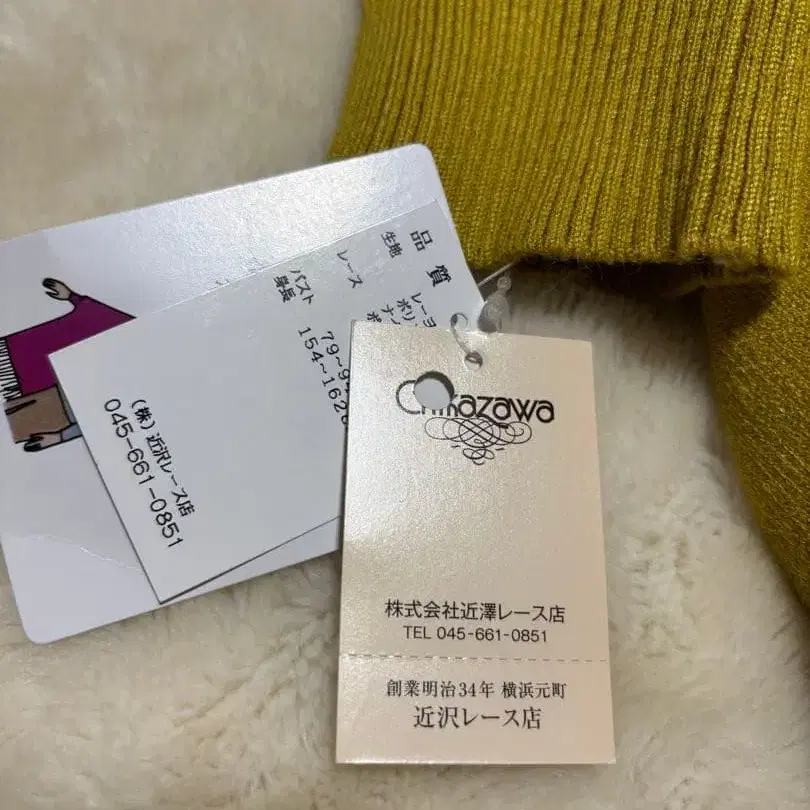 品質
生地
レース
バスト
身長
154~162
(株)近沢レース店
045-661-0851
Chikazawa
株式会社近澤レース店
TEL 045-661-0851
創業明治34年 横浜元町
近沢レース店